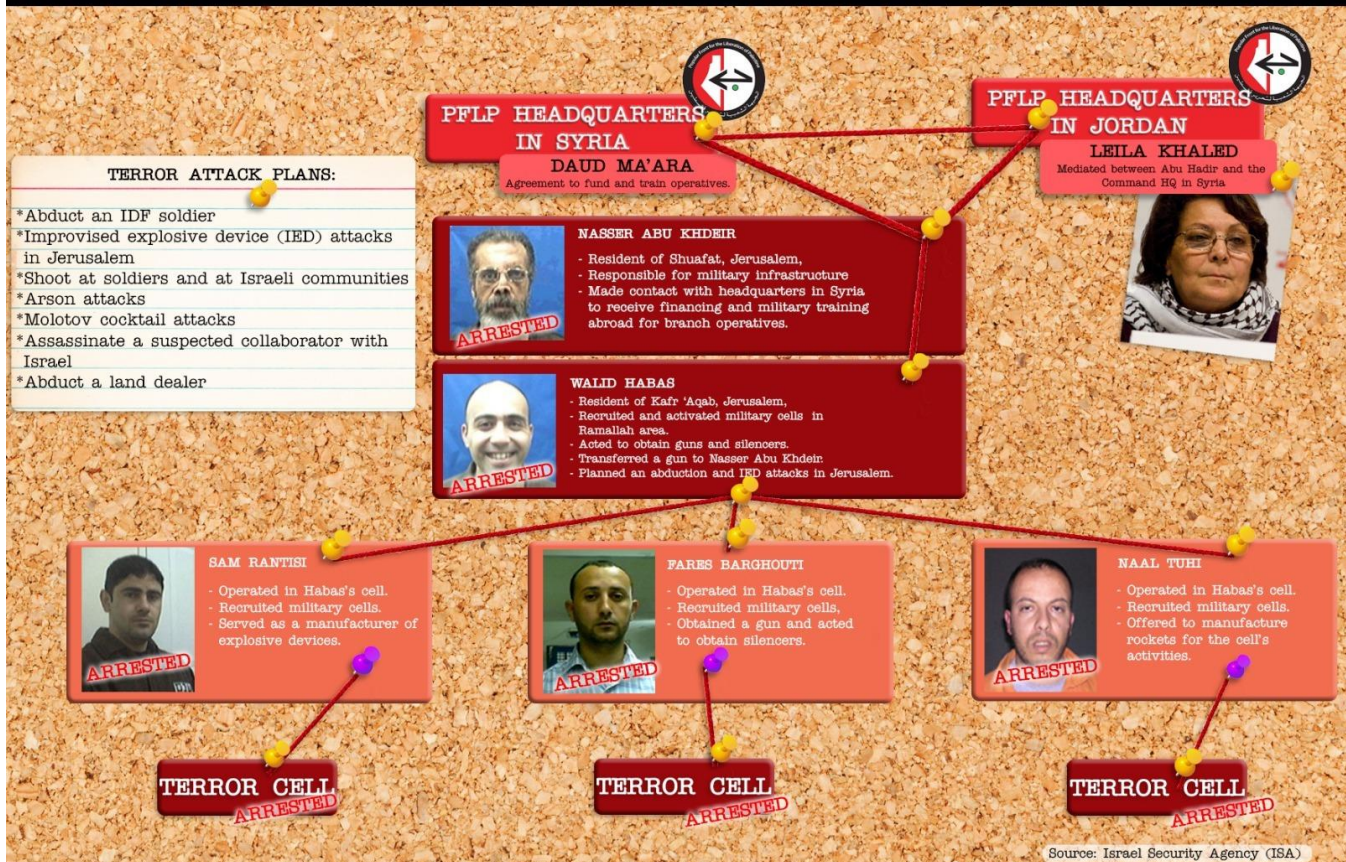 PFLP HEADQUARTERS
IN SYRIA
DAUD MA'ARA
Agreement to fund and train operatives.
PFLP HEADQUARTERS
IN JORDAN
LEILA KHALED
Mediated between Abu Hadir and the
Command HQ in Syria
TERROR ATTACK PLANS:
*Abduct an IDF soldier
*Improvised explosive device (IED) attacks
in Jerusalem
*Shoot at soldiers and at Israeli communities
*Arson attacks
*Molotov cocktail attacks
*Assassinate a suspected collaborator with
Israel
*Abduct a land dealer
NASSER ABU KHDEIR
- Resident of Shuafat, Jerusalem,
- Responsible for military infrastructure
- Made contact with headquarters in Syria
to receive financing and military training
abroad for branch operatives.
ARRESTED
WALID HABAS
- Resident of Kafr 'Aqab, Jerusalem,
- Recruited and activated military cells in
Ramallah area.
- Acted to obtain guns and silencers.
- Transferred a gun to Nasser Abu Khdeir.
- Planned an abduction and IED attacks in Jerusalem.
ARRESTED
SAM RANTISI
- Operated in Habas's cell.
- Recruited military cells.
- Served as a manufacturer of
explosive devices.
ARRESTED
FARES BARGHOUTI
- Operated in Habas's cell.
- Recruited military cells,
- Obtained a gun and acted
to obtain silencers.
ARRESTED
NAAL TUHI
- Operated in Habas's cell.
- Recruited military cells.
- Offered to manufacture
rockets for the cell's
activities.
ARRESTED
TERROR CELL
ARRESTED
TERROR CELL
ARRESTED
TERROR CELL
ARRESTED
Source: Israel Security Agency (ISA)